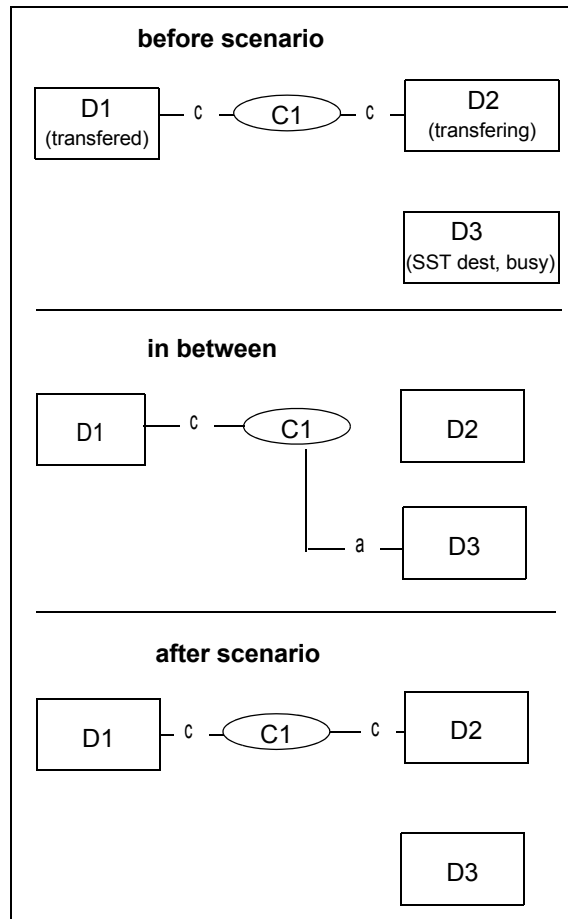 before scenario
D1 c C1 c D2
(transfered) (transfering)
D3
(SST dest, busy)
in between
D1 c C1 D2
a D3
after scenario
D1 c C1 c D2
D3